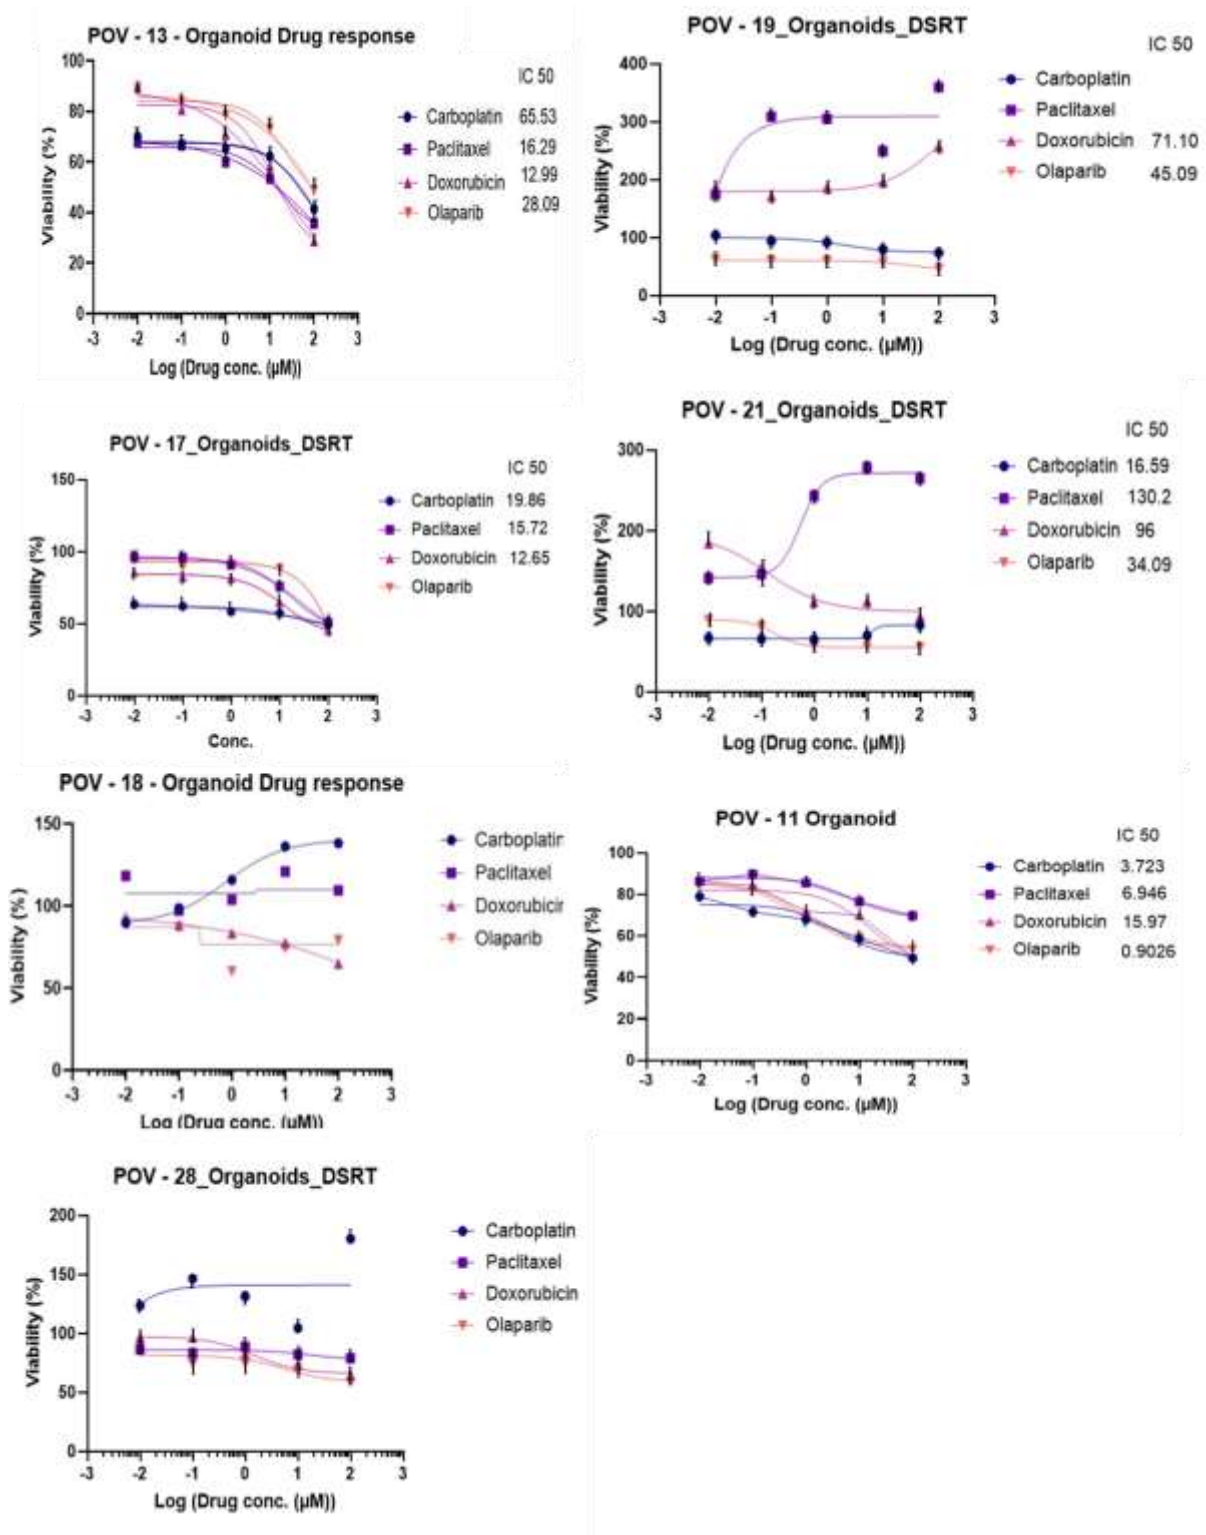 POV - 13 - Organoid Drug response
IC 50
Carboplatin 65.53
Paclitaxel 16.29
Doxorubicin 12.99
Olaparib 28.09
Viability (%)
100
80
60
40
20
0
-3 -2 -1 0 1 2 3
Log (Drug conc. (µM))
POV - 19_Organoids_DSRT
IC 50
Carboplatin
Paclitaxel
Doxorubicin 71.10
Olaparib 45.09
Viability (%)
400
300
200
100
0
-3 -2 -1 0 1 2 3
Log (Drug conc. (µM))
POV - 17_Organoids_DSRT
IC 50
Carboplatin 19.86
Paclitaxel 15.72
Doxorubicin 12.65
Olaparib
Viability (%)
150
100
50
0
-3 -2 -1 0 1 2 3
Conc.
POV - 21_Organoids_DSRT
IC 50
Carboplatin 16.59
Paclitaxel 130.2
Doxorubicin 96
Olaparib 34.09
Viability (%)
300
200
100
0
-3 -2 -1 0 1 2 3
Log (Drug conc. (µM))
POV - 18 - Organoid Drug response
Carboplatin
Paclitaxel
Doxorubicin
Olaparib
Viability (%)
150
100
50
0
-3 -2 -1 0 1 2 3
Log (Drug conc. (µM))
POV - 11 Organoid
IC 50
Carboplatin 3.723
Paclitaxel 6.946
Doxorubicin 15.97
Olaparib 0.9026
Viability (%)
100
80
60
40
20
0
-3 -2 -1 0 1 2 3
Log (Drug conc. (µM))
POV - 28_Organoids_DSRT
Carboplatin
Paclitaxel
Doxorubicin
Olaparib
Viability (%)
200
150
100
50
0
-3 -2 -1 0 1 2 3
Log (Drug conc. (µM))